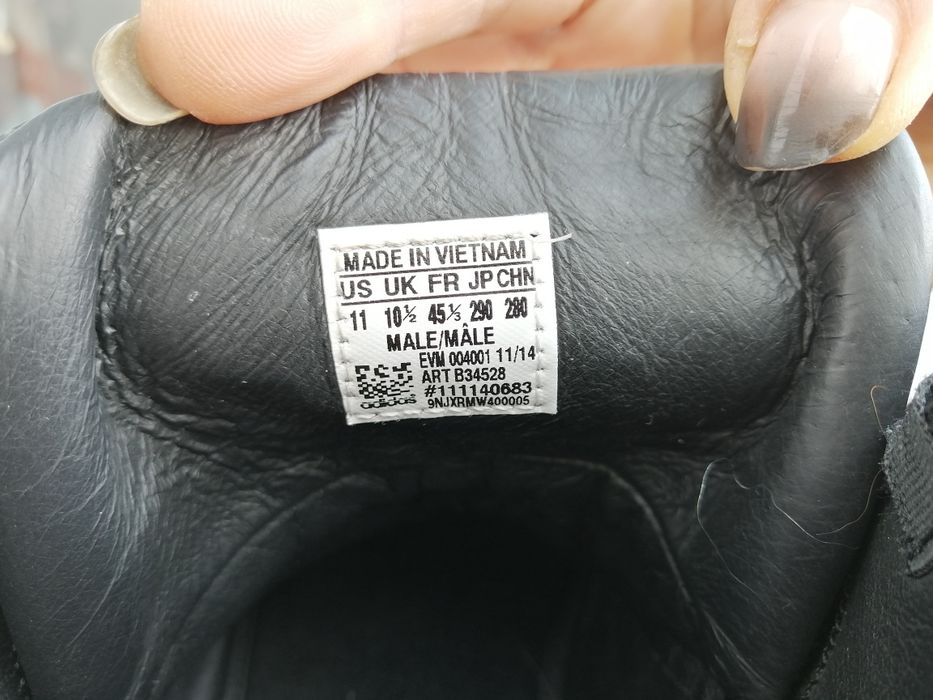 MADE IN VIETNAM
US UK FR JP CHN
11 10½ 45⅓ 290 280
MALE/MÂLE
EVM 004001 11/14
ART B34528
#111140683
adidas 9NJXRMW400005